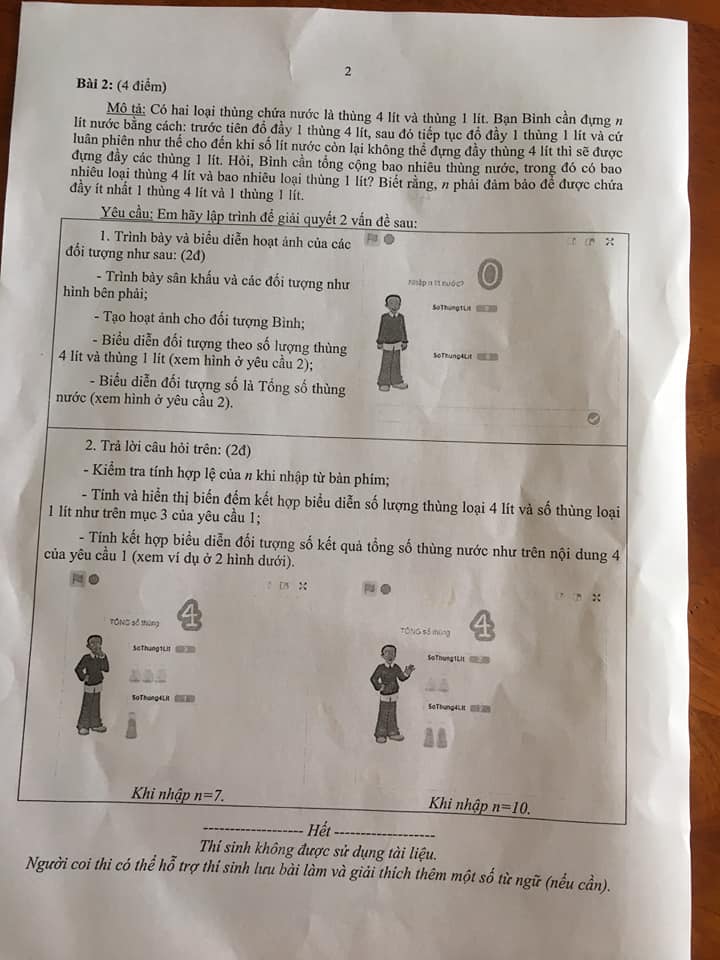 2
Bài 2: (4 điểm)
Mô tả: Có hai loại thùng chứa nước là thùng 4 lít và thùng 1 lít. Bạn Bình cần đựng n
lít nước bằng cách: trước tiên đổ đầy 1 thùng 4 lít, sau đó tiếp tục đổ đầy 1 thùng 1 lít và cứ
luân phiên như thế cho đến khi số lít nước còn lại không thể đựng đầy thùng 4 lít thì sẽ được
đựng đầy các thùng 1 lít. Hỏi, Bình cần tổng cộng bao nhiêu thùng nước, trong đó có bao
nhiêu loại thùng 4 lít và bao nhiêu loại thùng 1 lít? Biết rằng, n phải đảm bảo để được chứa
đầy ít nhất 1 thùng 4 lít và 1 thùng 1 lít.
Yêu cầu: Em hãy lập trình để giải quyết 2 vấn đề sau:
1. Trình bày và biểu diễn hoạt ảnh của các
đối tượng như sau: (2đ)
- Trình bày sân khấu và các đối tượng như
hình bên phải;
- Tạo hoạt ảnh cho đối tượng Bình;
- Biểu diễn đối tượng theo số lượng thùng
4 lít và thùng 1 lít (xem hình ở yêu cầu 2);
- Biểu diễn đối tượng số là Tổng số thùng
nước (xem hình ở yêu cầu 2).
Nhập n lít nước?
0
SoThung1Lit
SoThung4Lit
2. Trả lời câu hỏi trên: (2đ)
- Kiểm tra tính hợp lệ của n khi nhập từ bàn phím;
- Tính và hiển thị biến đếm kết hợp biểu diễn số lượng thùng loại 4 lít và số thùng loại
1 lít như trên mục 3 của yêu cầu 1;
- Tính kết hợp biểu diễn đối tượng số kết quả tổng số thùng nước như trên nội dung 4
của yêu cầu 1 (xem ví dụ ở 2 hình dưới).
TỔNG số thùng
4
SoThung1Lit
SoThung4Lit
Khi nhập n=7.
TỔNG số thùng
4
SoThung1Lit
SoThung4Lit
Khi nhập n=10.
-------------------- Hết --------------------
Thí sinh không được sử dụng tài liệu.
Người coi thi có thể hỗ trợ thí sinh lưu bài làm và giải thích thêm một số từ ngữ (nếu cần).